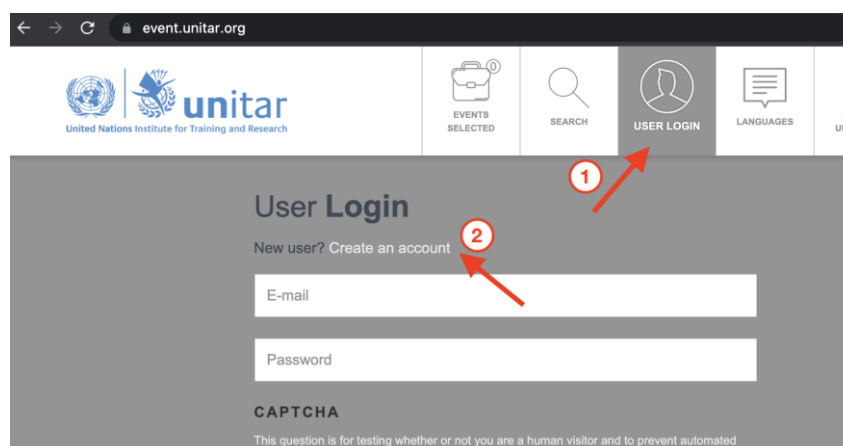 event.unitar.org
unitar
United Nations Institute for Training and Research
0
EVENTS
SELECTED
SEARCH
USER LOGIN
LANGUAGES
1
User Login
2
New user? Create an account
E-mail
Password
CAPTCHA
This question is for testing whether or not you are a human visitor and to prevent automated